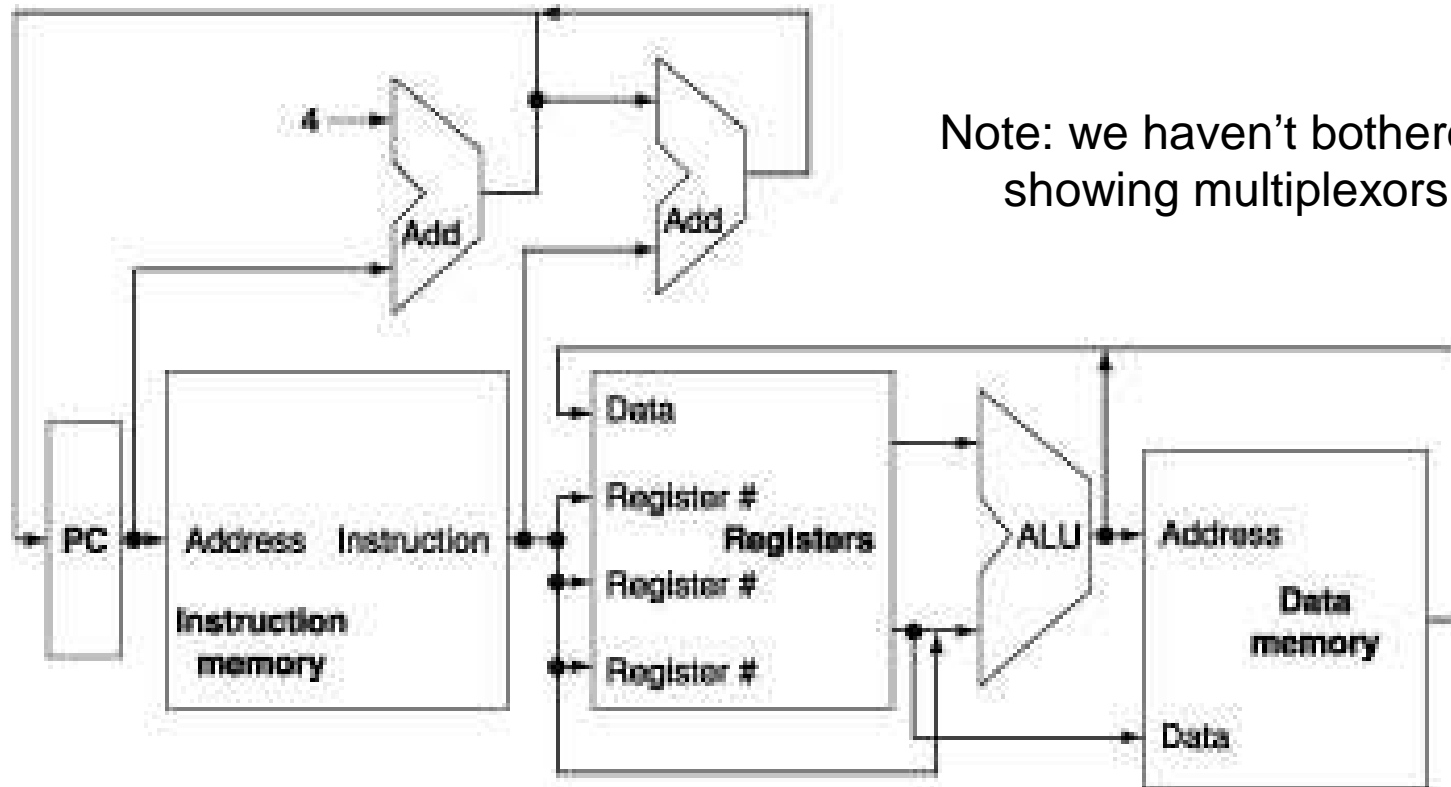 Note: we haven't bothere
showing multiplexors
4
Add
Add
Data
Register #
Registers
Register #
Register #
PC
Address Instruction
Instruction
memory
ALU
Address
Data
memory
Data